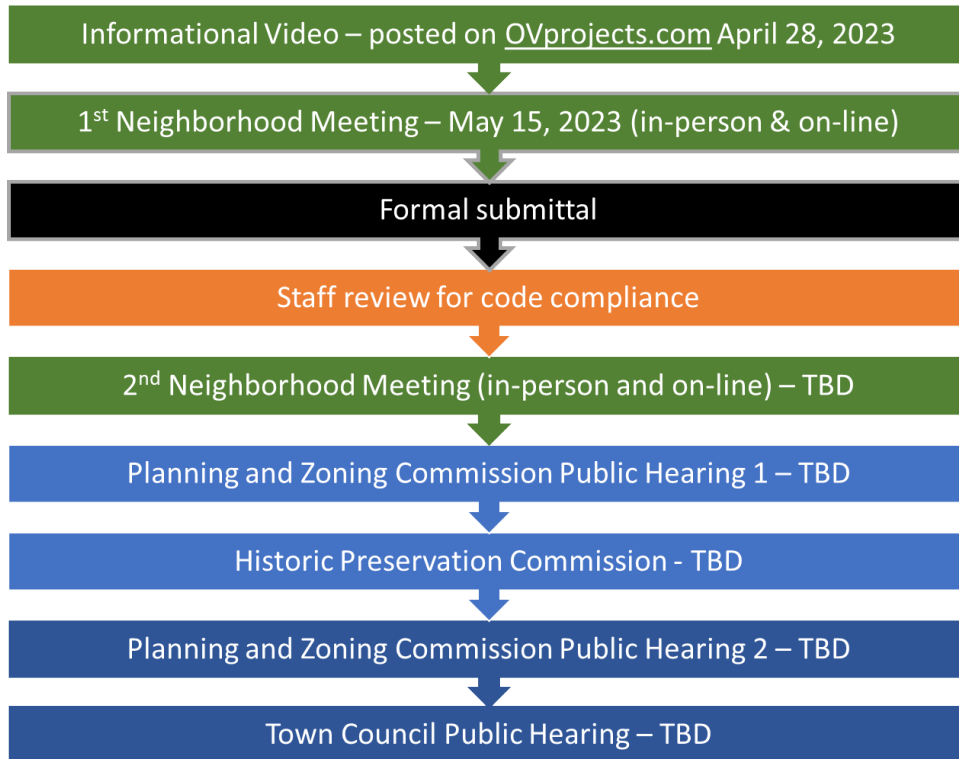 Informational Video – posted on OVprojects.com April 28, 2023
1st Neighborhood Meeting – May 15, 2023 (in-person & on-line)
Formal submittal
Staff review for code compliance
2nd Neighborhood Meeting (in-person and on-line) – TBD
Planning and Zoning Commission Public Hearing 1 – TBD
Historic Preservation Commission - TBD
Planning and Zoning Commission Public Hearing 2 – TBD
Town Council Public Hearing – TBD